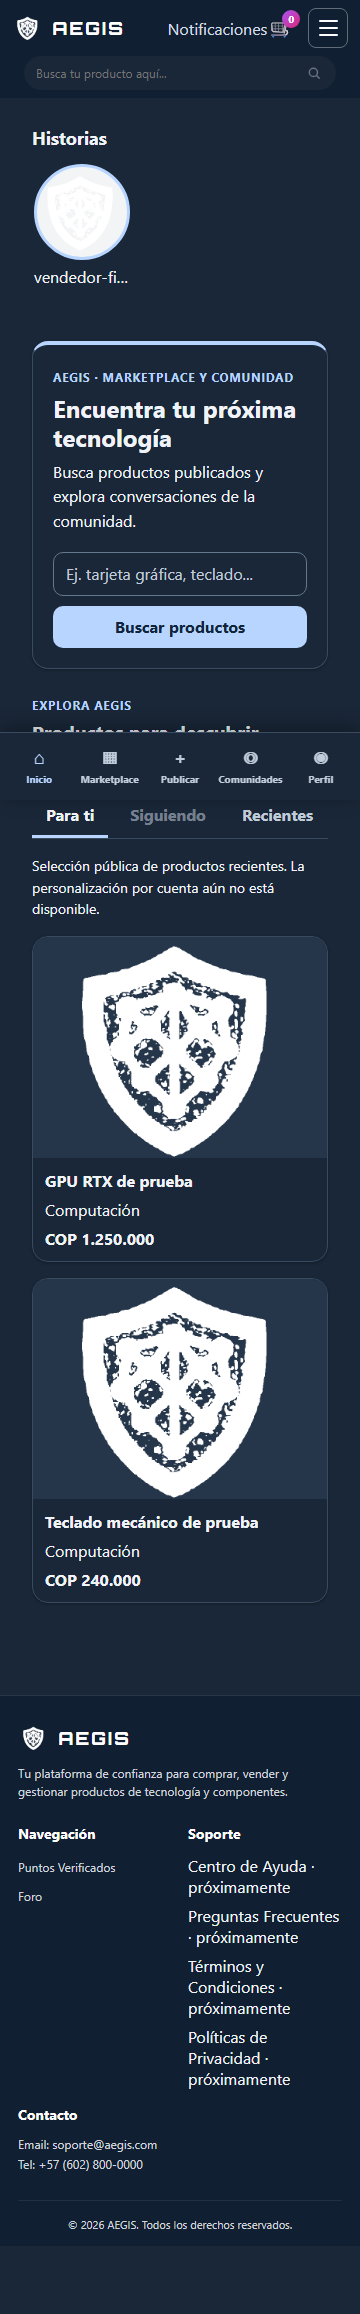 AEGIS
Notificaciones
0
Busca tu producto aquí...
Historias
vendedor-fi...
AEGIS · MARKETPLACE Y COMUNIDAD
Encuentra tu próxima
tecnología
Busca productos publicados y
explora conversaciones de la
comunidad.
Ej. tarjeta gráfica, teclado...
Buscar productos
EXPLORA AEGIS
Productos para descubrir
Inicio
Marketplace
Publicar
Comunidades
Perfil
Para ti
Siguiendo
Recientes
Selección pública de productos recientes. La
personalización por cuenta aún no está
disponible.
GPU RTX de prueba
Computación
COP 1.250.000
Teclado mecánico de prueba
Computación
COP 240.000
AEGIS
Tu plataforma de confianza para comprar, vender y
gestionar productos de tecnología y componentes.
Navegación
Puntos Verificados
Foro
Soporte
Centro de Ayuda ·
próximamente
Preguntas Frecuentes
· próximamente
Términos y
Condiciones ·
próximamente
Políticas de
Privacidad ·
próximamente
Contacto
Email: soporte@aegis.com
Tel: +57 (602) 800-0000
© 2026 AEGIS. Todos los derechos reservados.